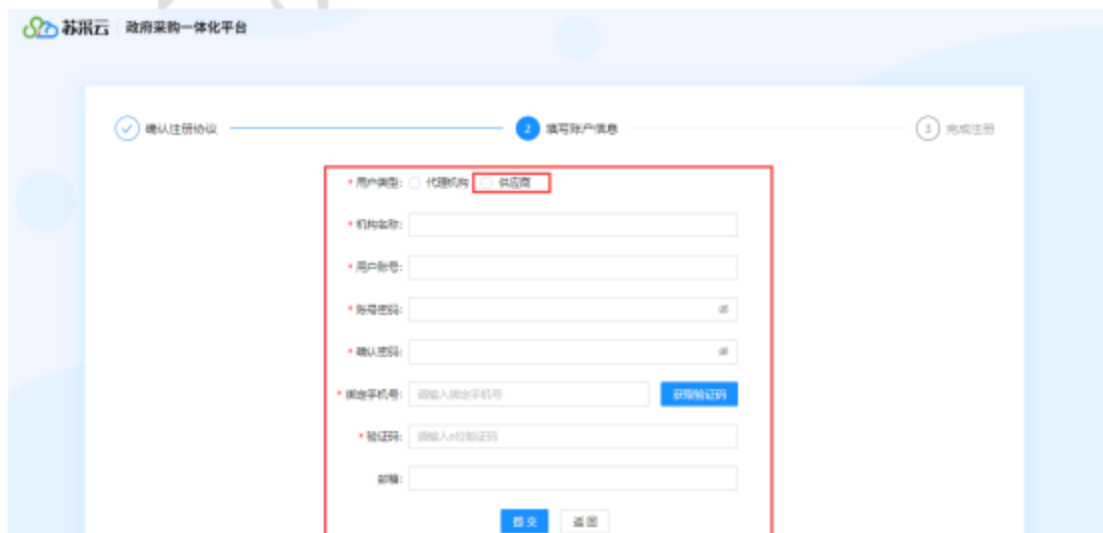 苏采云 政府采购一体化平台
确认注册协议 2 填写账户信息 3 完成注册
* 用户类型: 代理机构 供应商
* 机构名称:
* 用户账号:
* 账号密码:
* 确认密码:
* 绑定手机号: 请输入绑定手机号 获取验证码
* 验证码: 请输入6位验证码
邮箱:
提 交 返 回